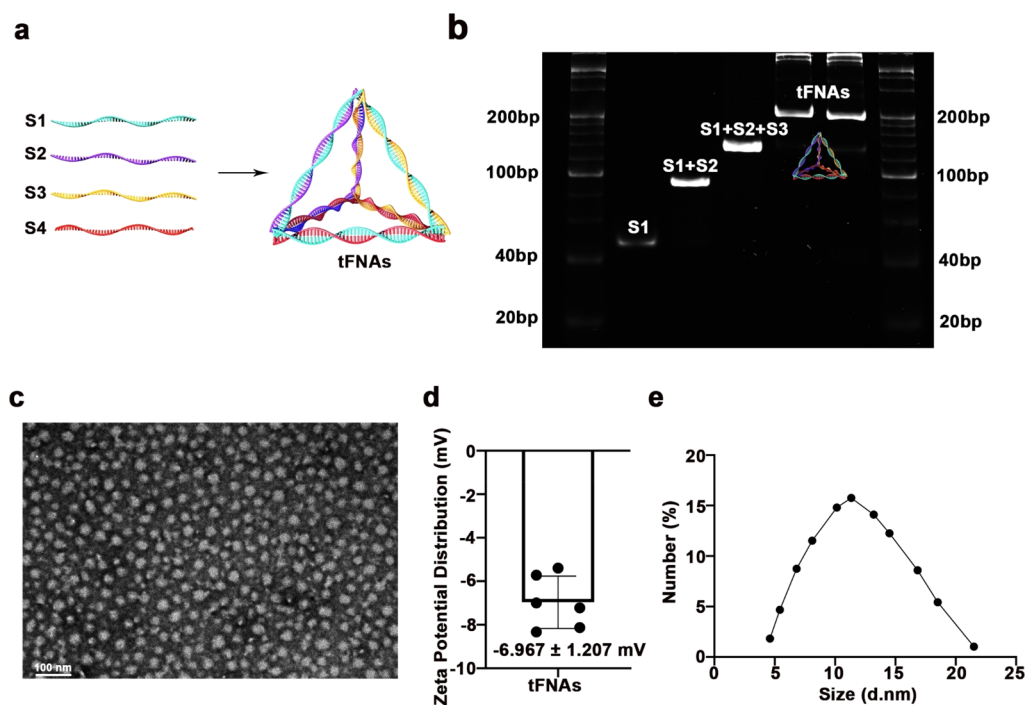 a
S1
S2
S3
S4
tFNAs
b
200bp
100bp
40bp
20bp
S1
S1+S2
S1+S2+S3
tFNAs
200bp
100bp
40bp
20bp
c
100 nm
d
Zeta Potential Distribution (mV)
0
-2
-4
-6
-8
-10
-6.967 ± 1.207 mV
tFNAs
e
Number (%)
20
15
10
5
0
0 5 10 15 20 25
Size (d.nm)